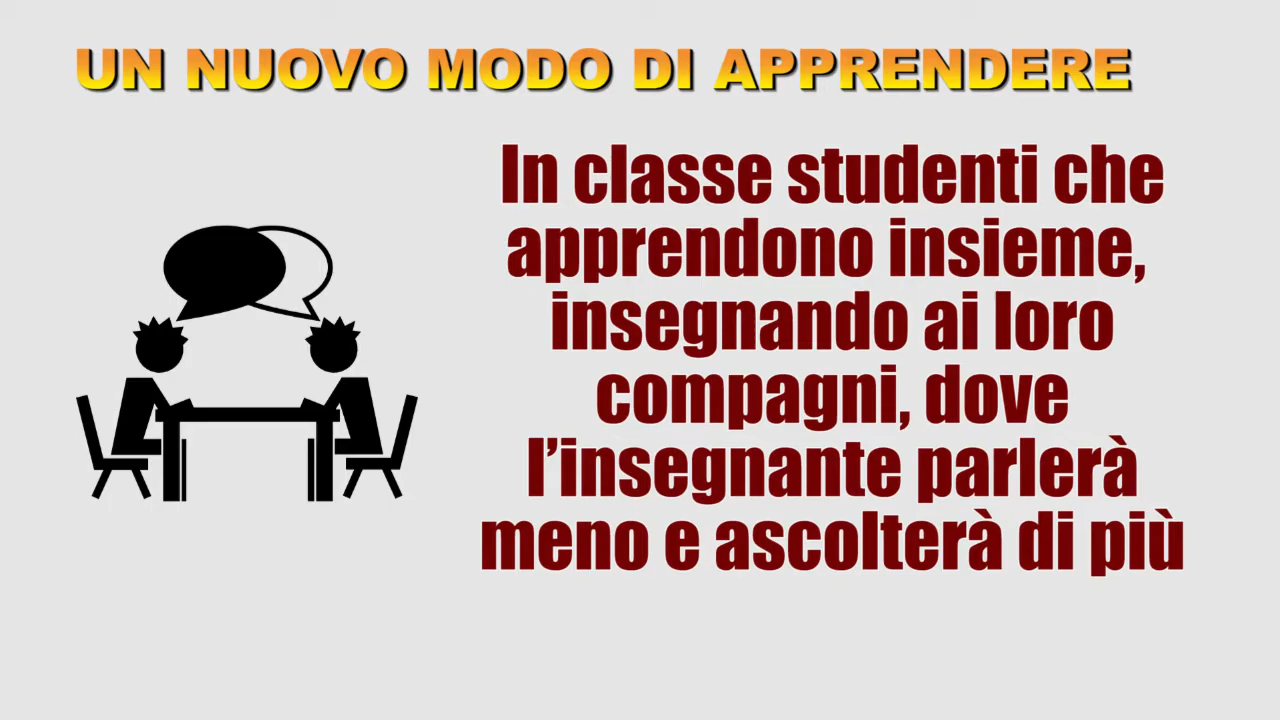 UN NUOVO MODO DI APPRENDERE
In classe studenti che
apprendono insieme,
insegnando ai loro
compagni, dove
l’insegnante parlerà
meno e ascolterà di più